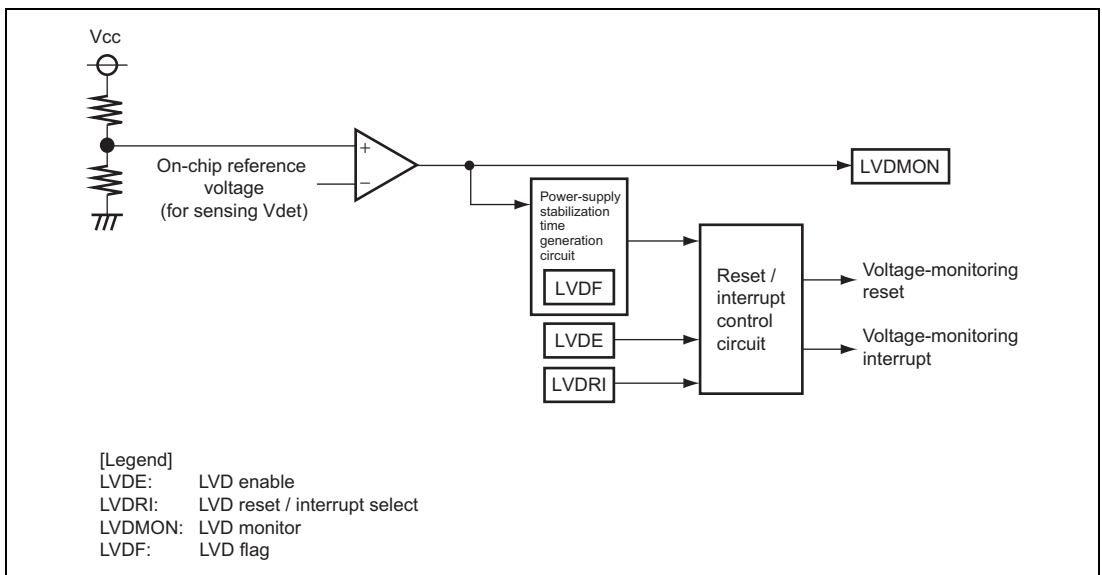 Vcc
On-chip reference
voltage
(for sensing Vdet)
+
−
LVDMON
Power-supply
stabilization
time
generation
circuit
LVDF
LVDE
LVDRI
Reset /
interrupt
control
circuit
Voltage-monitoring
reset
Voltage-monitoring
interrupt
[Legend]
LVDE: LVD enable
LVDRI: LVD reset / interrupt select
LVDMON: LVD monitor
LVDF: LVD flag